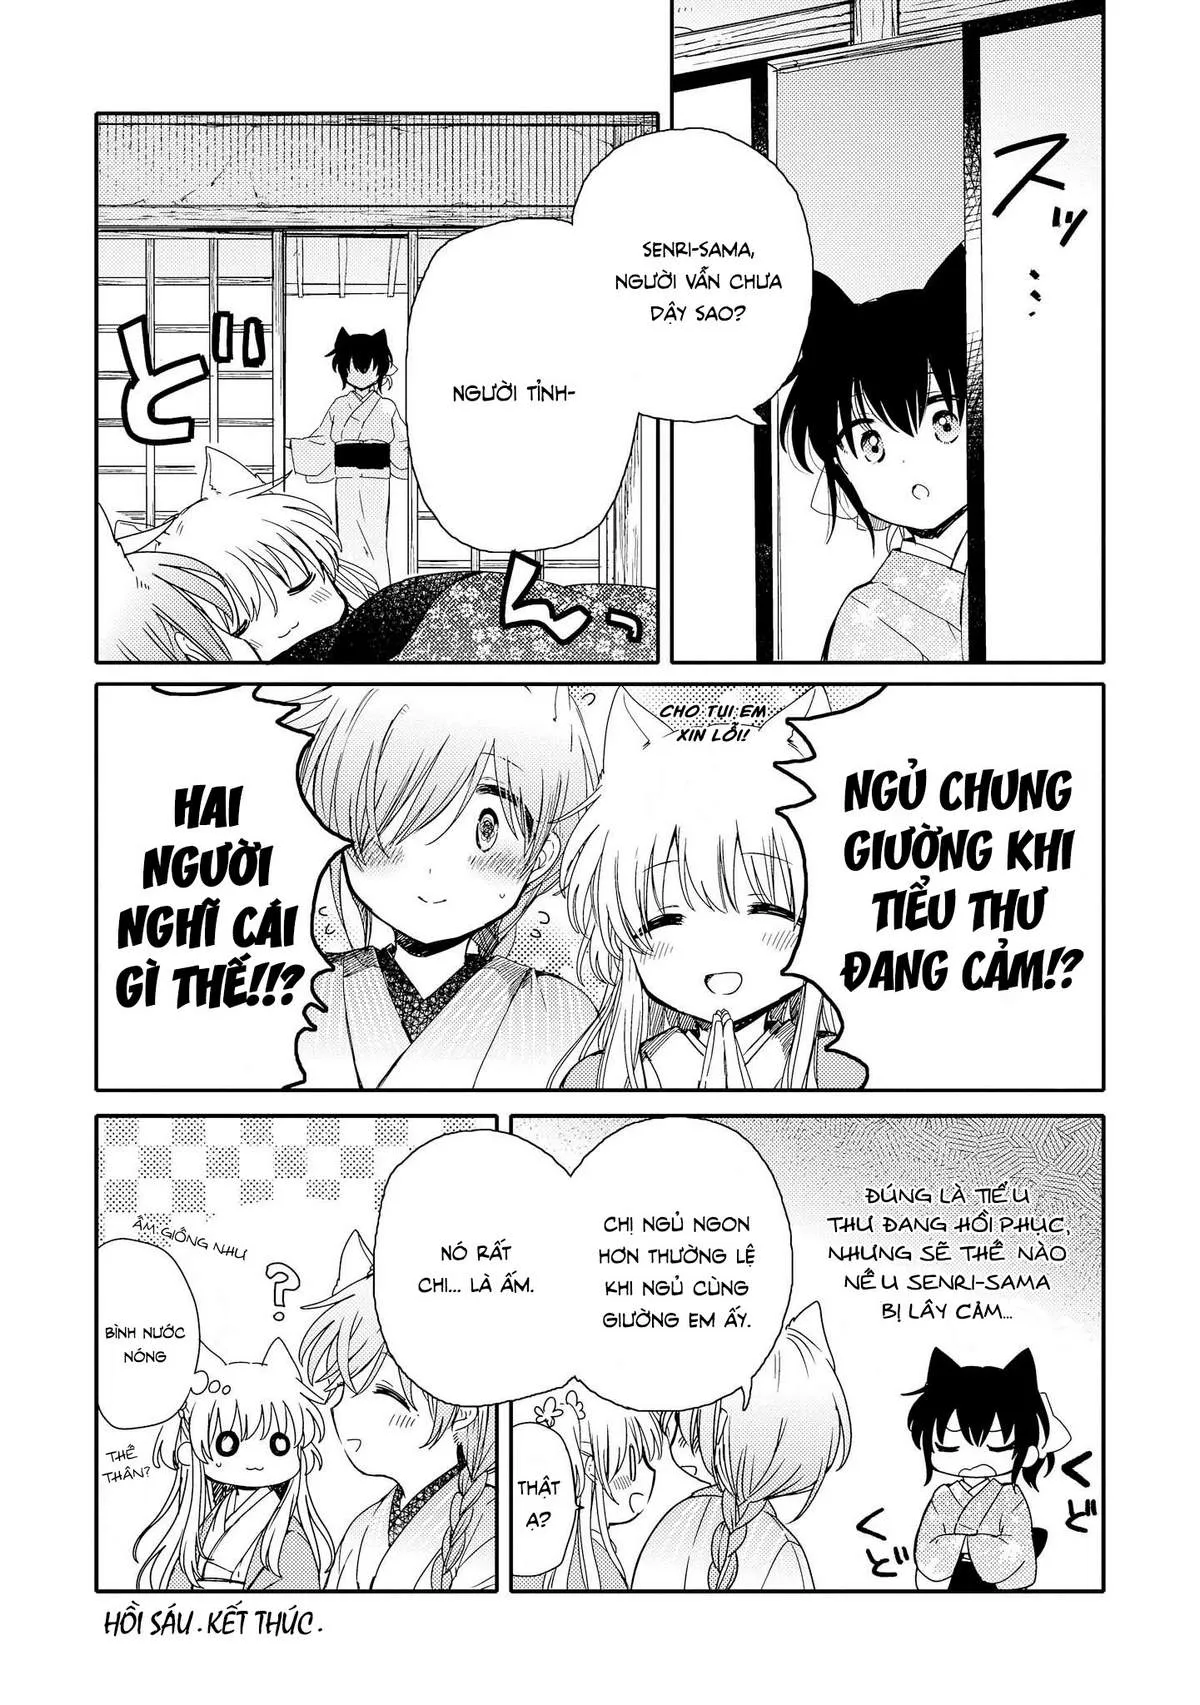 スッ…
SENRI-SAMA,
NGƯỜI VẪN CHƯA
DẬY SAO?
NGƯỜI TỈNH-
ど
ーーん
CHO TỤI EM
XIN LỖI!
NGỦ CHUNG
GIƯỜNG KHI
TIỂU THƯ
ĐANG CẢM!?
HAI
NGƯỜI
NGHĨ CÁI
GÌ THẾ!!!?
ĐÚNG LÀ TIỂU
THƯ ĐANG HỒI PHỤC,
NHƯNG SẼ THẾ NÀO
NẾU SENRI-SAMA
BỊ LÂY CẢM...
くど
くど
CHỊ NGỦ NGON
HƠN THƯỜNG LỆ
KHI NGỦ CÙNG
GIƯỜNG EM ẤY.
THẬT
Ạ?
NÓ RẤT
CHI... LÀ ẤM.
?
ẤM GIỐNG NHƯ
BÌNH NƯỚC
NÓNG
THẾ
THÂN?
HỒI SÁU. KẾT THÚC.